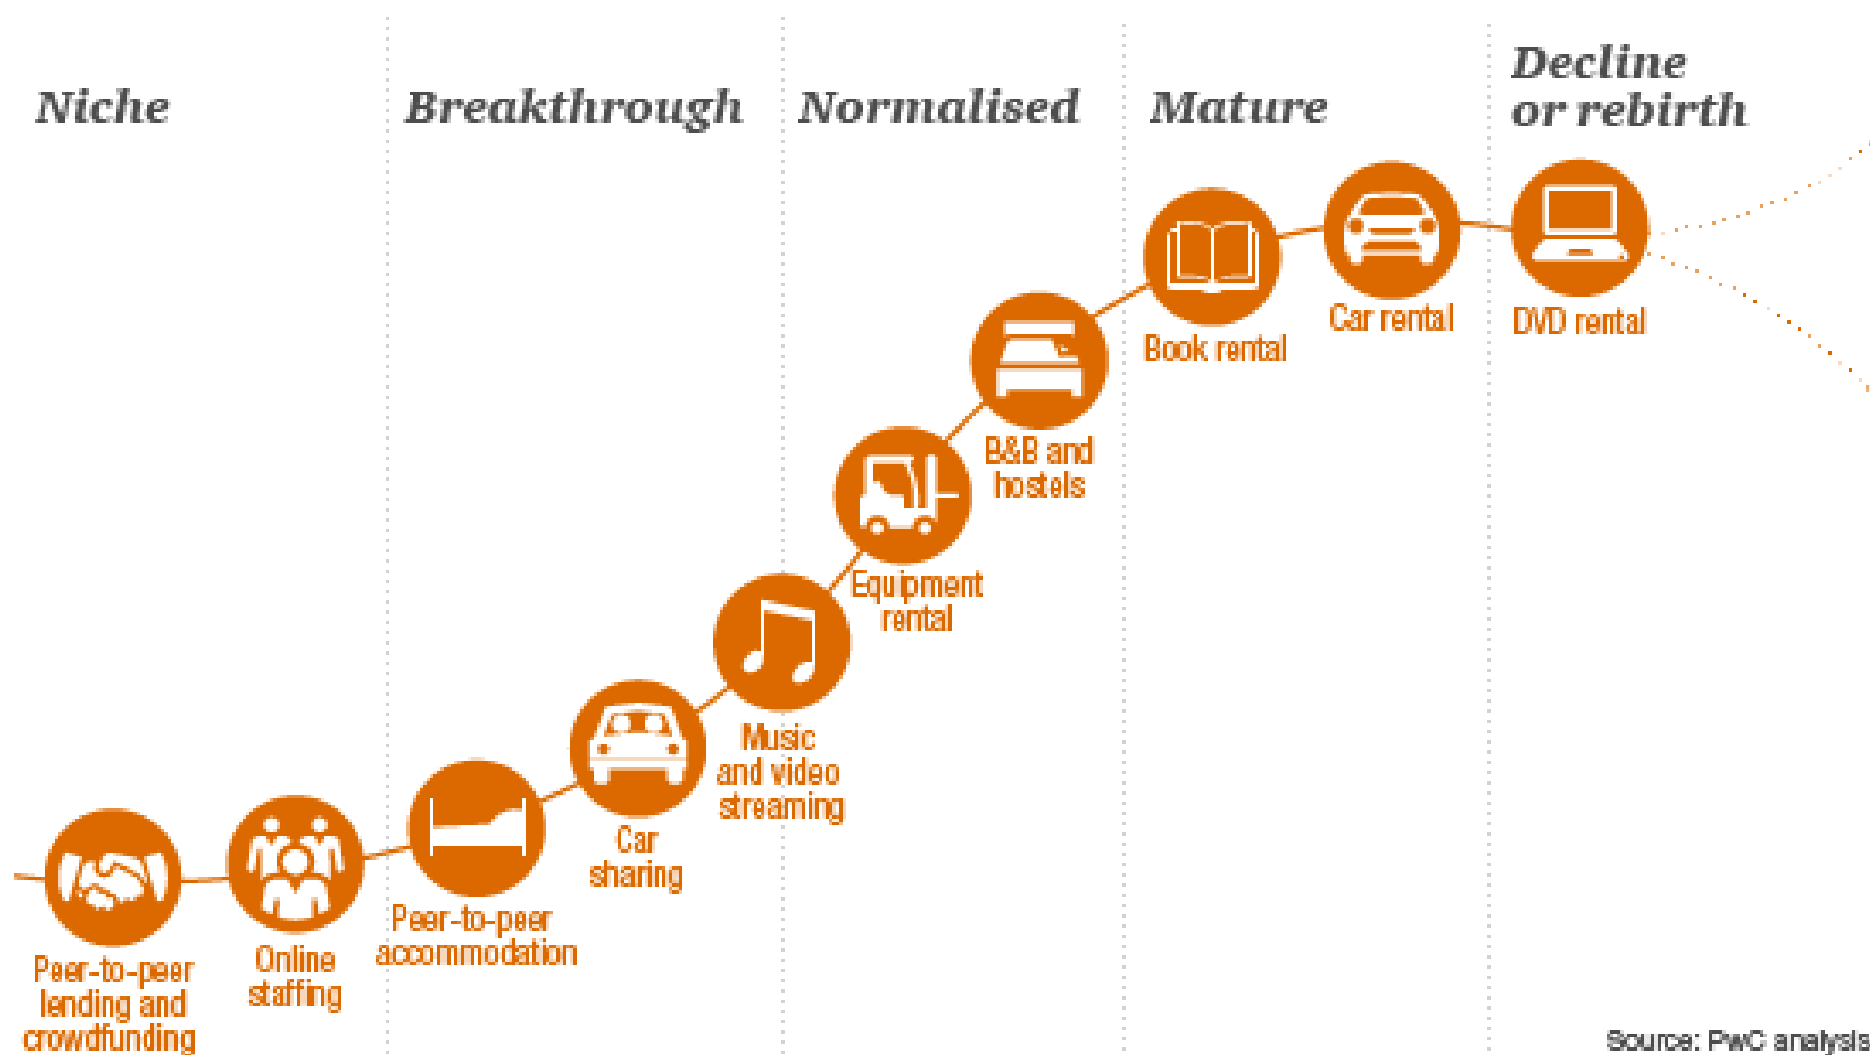 Niche
Breakthrough
Normalised
Mature
Decline
or rebirth
Peer-to-peer
lending and
crowdfunding
Online
staffing
Peer-to-peer
accommodation
Car
sharing
Music
and video
streaming
Equipment
rental
B&B and
hostels
Book rental
Car rental
DVD rental
Source: PwC analysis